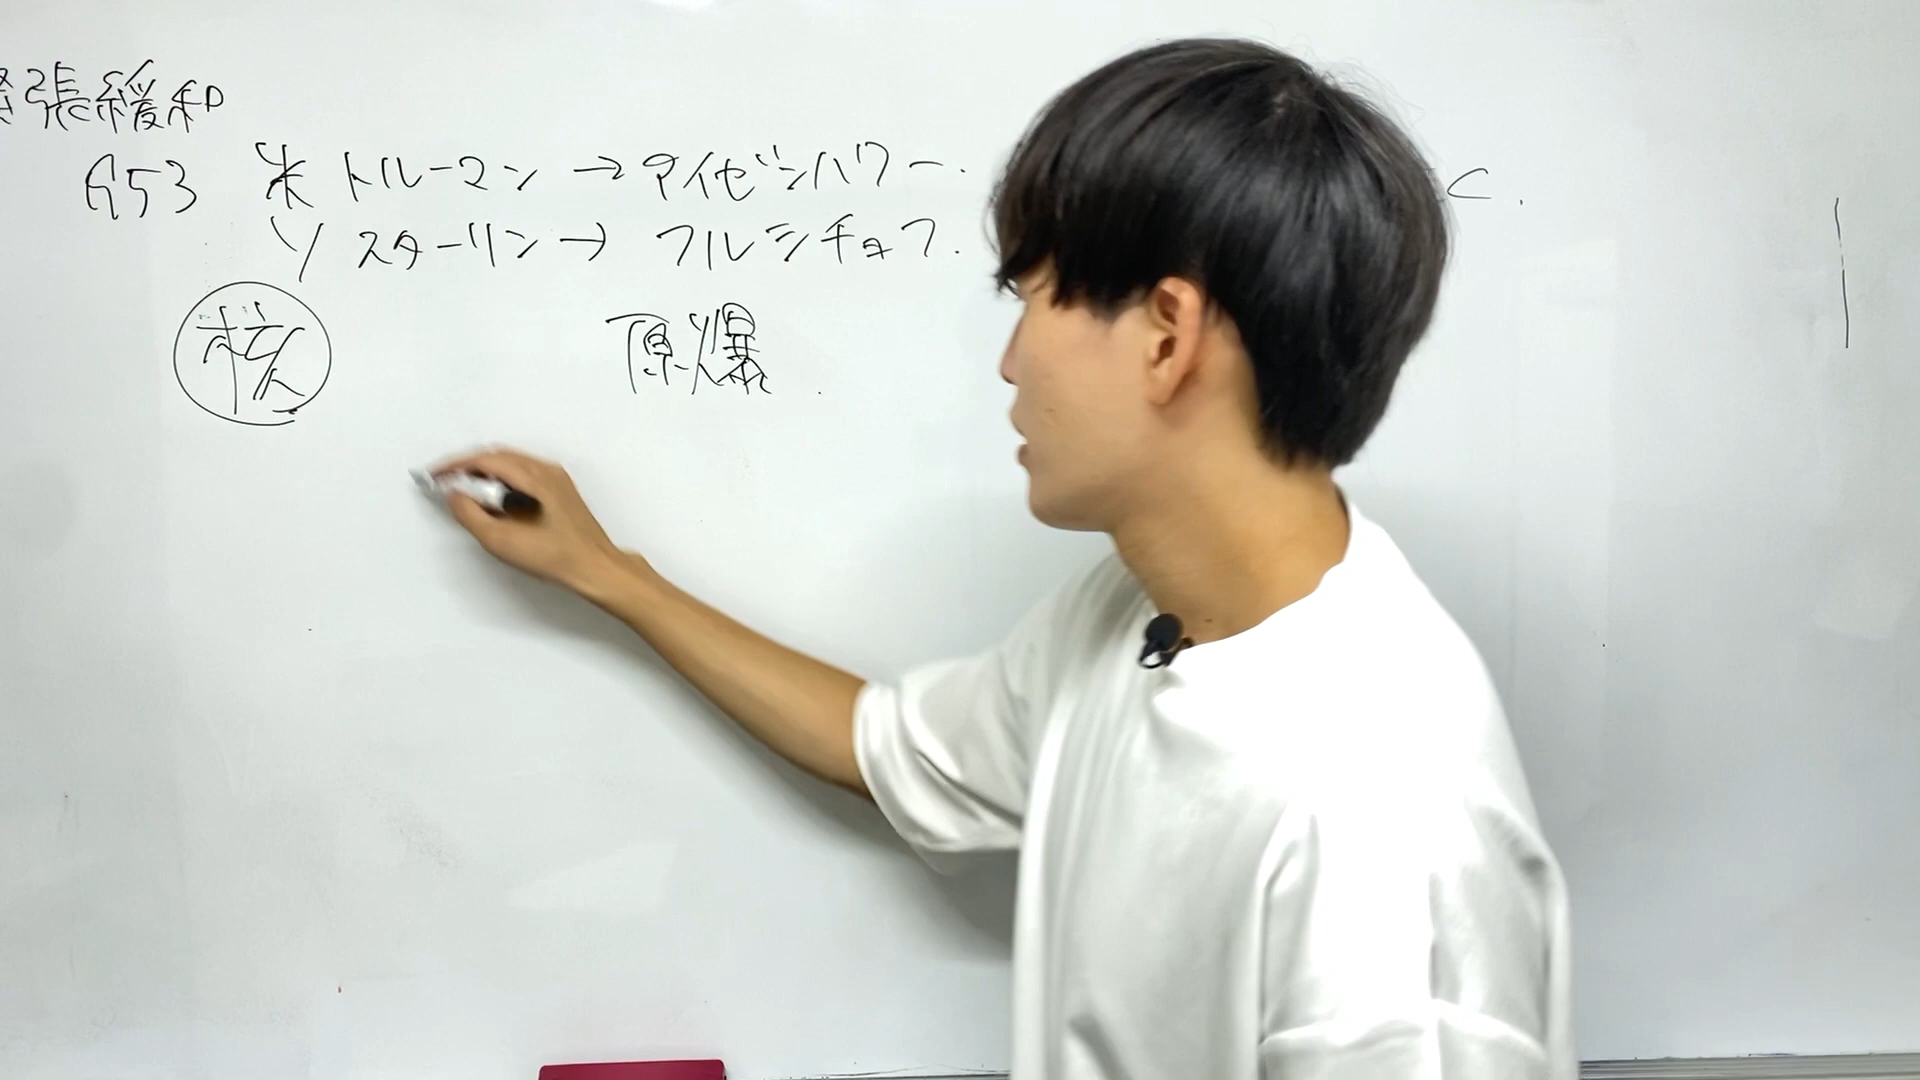 緊張緩和
1953 米 トルーマン → アイゼンハワー.
ソ スターリン → フルシチョフ.
核 原爆